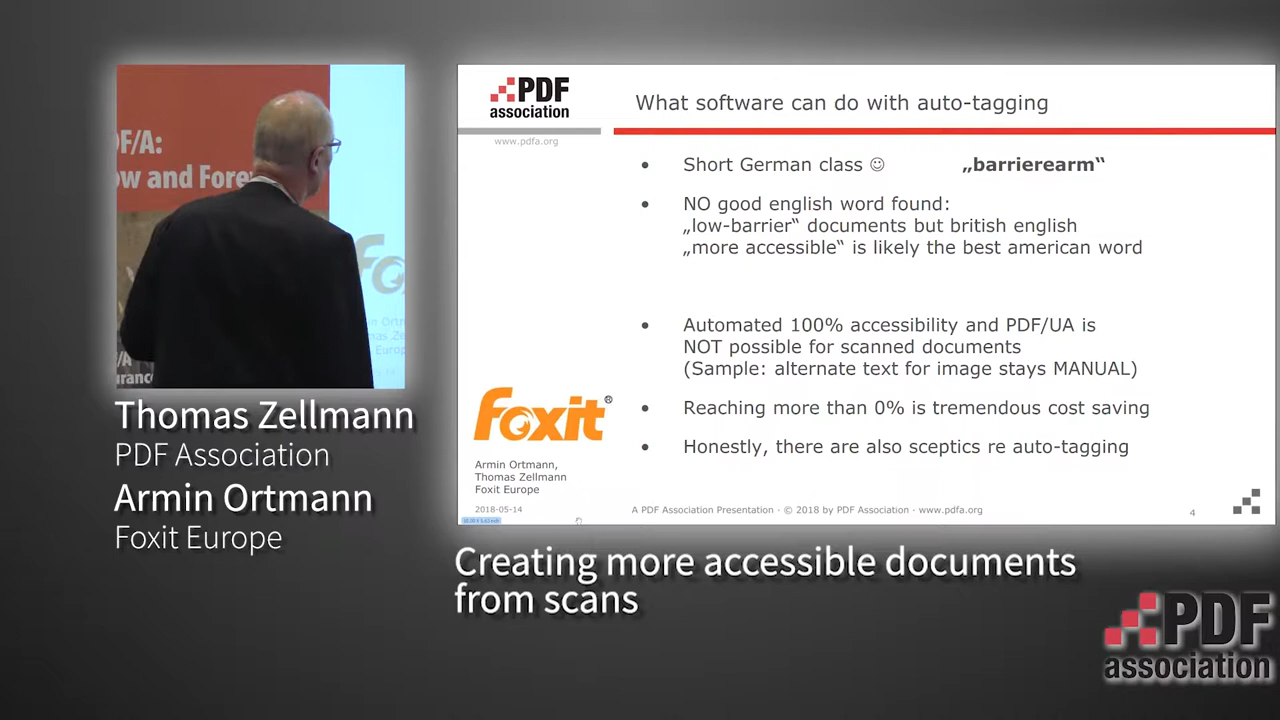 F/A:
ow and Fore
Thomas Zellmann
PDF Association
Armin Ortmann
Foxit Europe
PDF
association
www.pdfa.org
What software can do with auto-tagging
• Short German class ☺ „barrierearm“
• NO good english word found:
„low-barrier“ documents but british english
„more accessible“ is likely the best american word
• Automated 100% accessibility and PDF/UA is
NOT possible for scanned documents
(Sample: alternate text for image stays MANUAL)
• Reaching more than 0% is tremendous cost saving
• Honestly, there are also sceptics re auto-tagging
foxit®
Armin Ortmann,
Thomas Zellmann
Foxit Europe
2018-05-14
A PDF Association Presentation · © 2018 by PDF Association · www.pdfa.org
4
Creating more accessible documents
from scans
PDF
association